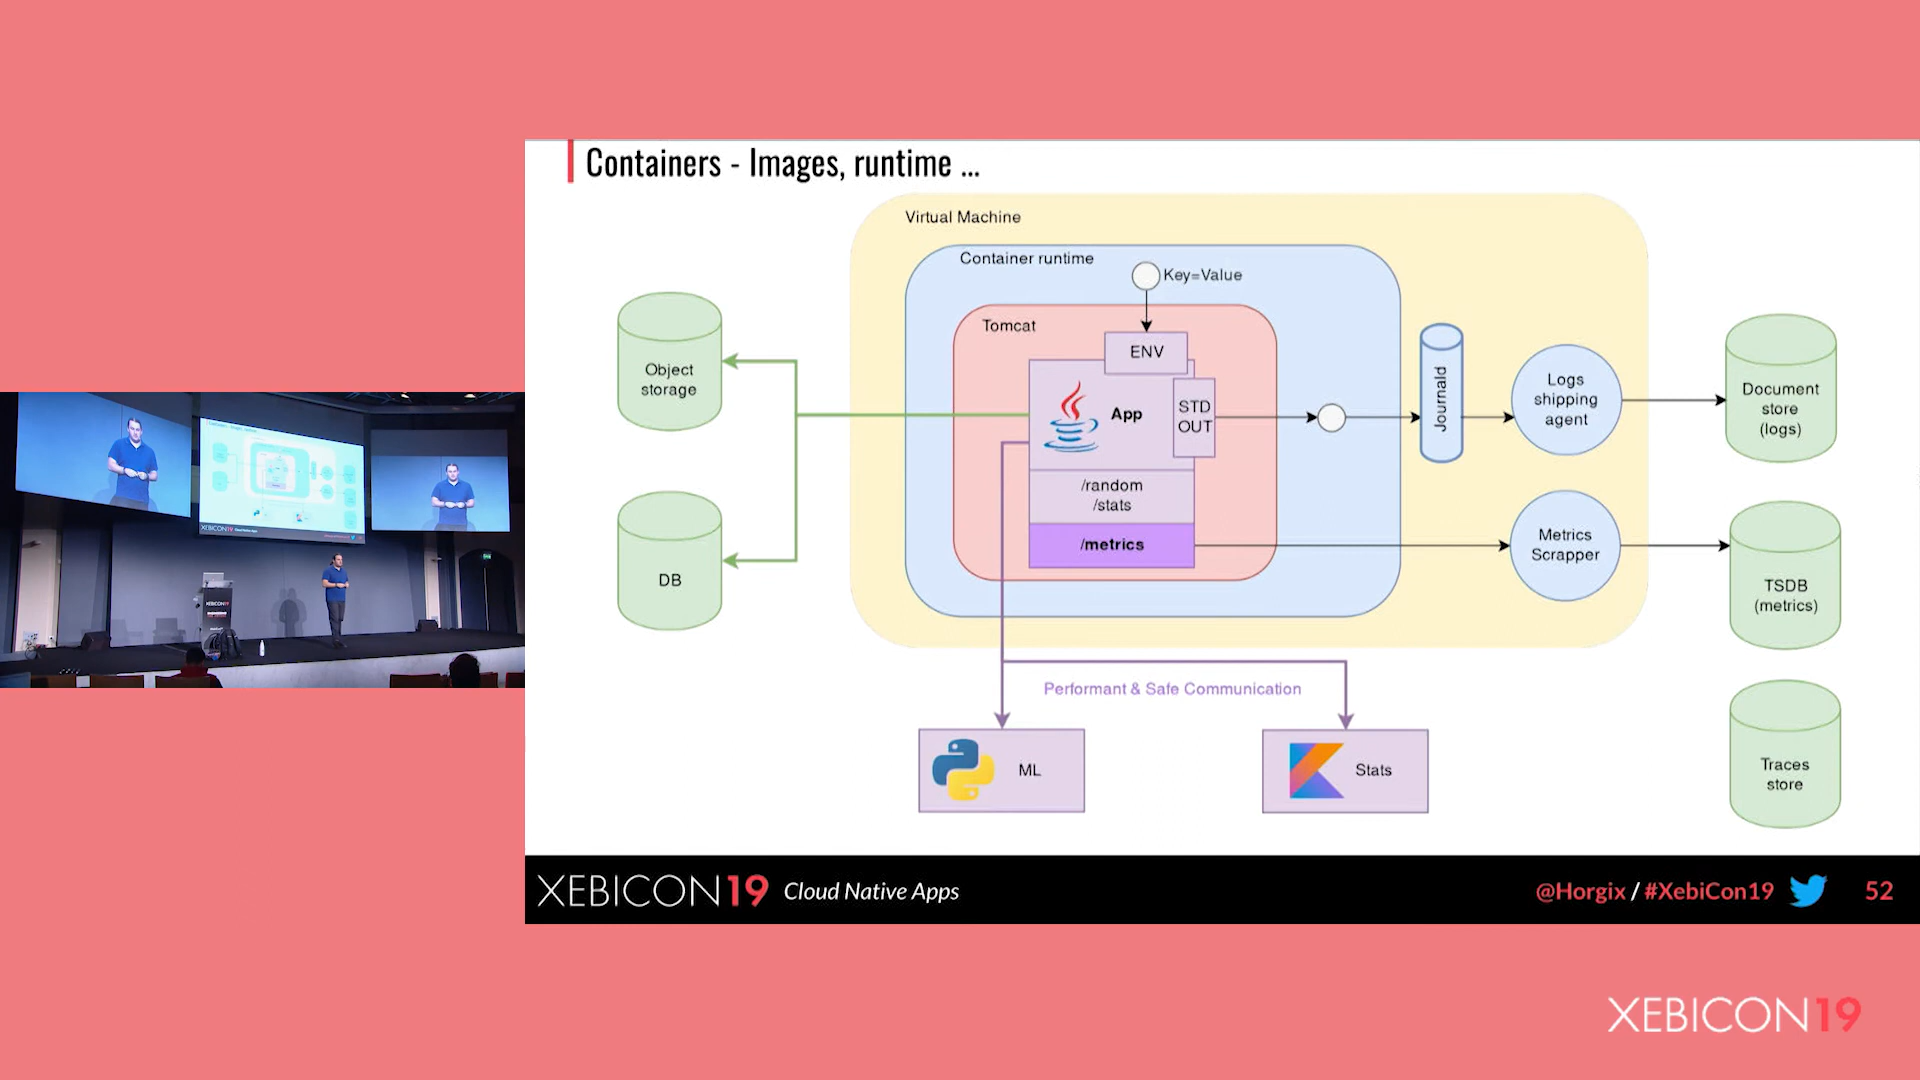 Containers - Images, runtime ...
Virtual Machine
Container runtime
Key=Value
Tomcat
ENV
App
STD
OUT
/random
/stats
/metrics
Object
storage
DB
Journald
Logs
shipping
agent
Metrics
Scrapper
Document
store
(logs)
TSDB
(metrics)
Traces
store
Performant & Safe Communication
ML
Stats
XEBICON19 Cloud Native Apps
@Horgix / #XebiCon19 52
XEBICON19
XEBICON19